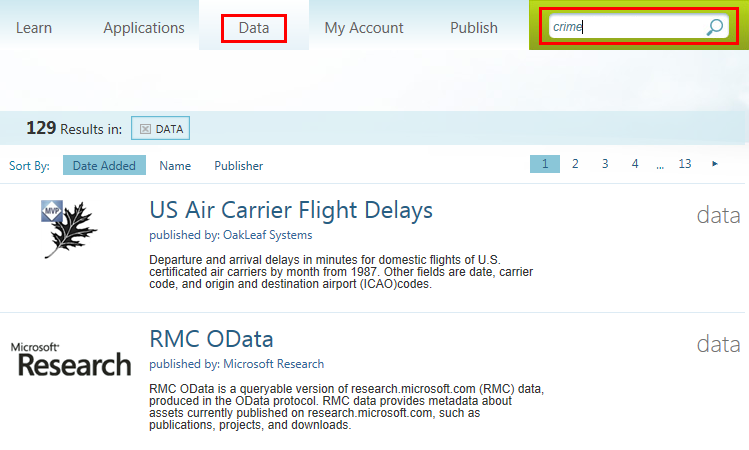 Learn Applications Data My Account Publish crime
129 Results in: DATA
Sort By: Date Added Name Publisher 1 2 3 4 ... 13
MVP
US Air Carrier Flight Delays data
published by: OakLeaf Systems
Departure and arrival delays in minutes for domestic flights of U.S.
certificated air carriers by month from 1987. Other fields are date, carrier
code, and origin and destination airport (ICAO)codes.
Microsoft®
Research
RMC OData data
published by: Microsoft Research
RMC OData is a queryable version of research.microsoft.com (RMC) data,
produced in the OData protocol. RMC data provides metadata about
assets currently published on research.microsoft.com, such as
publications, projects, and downloads.